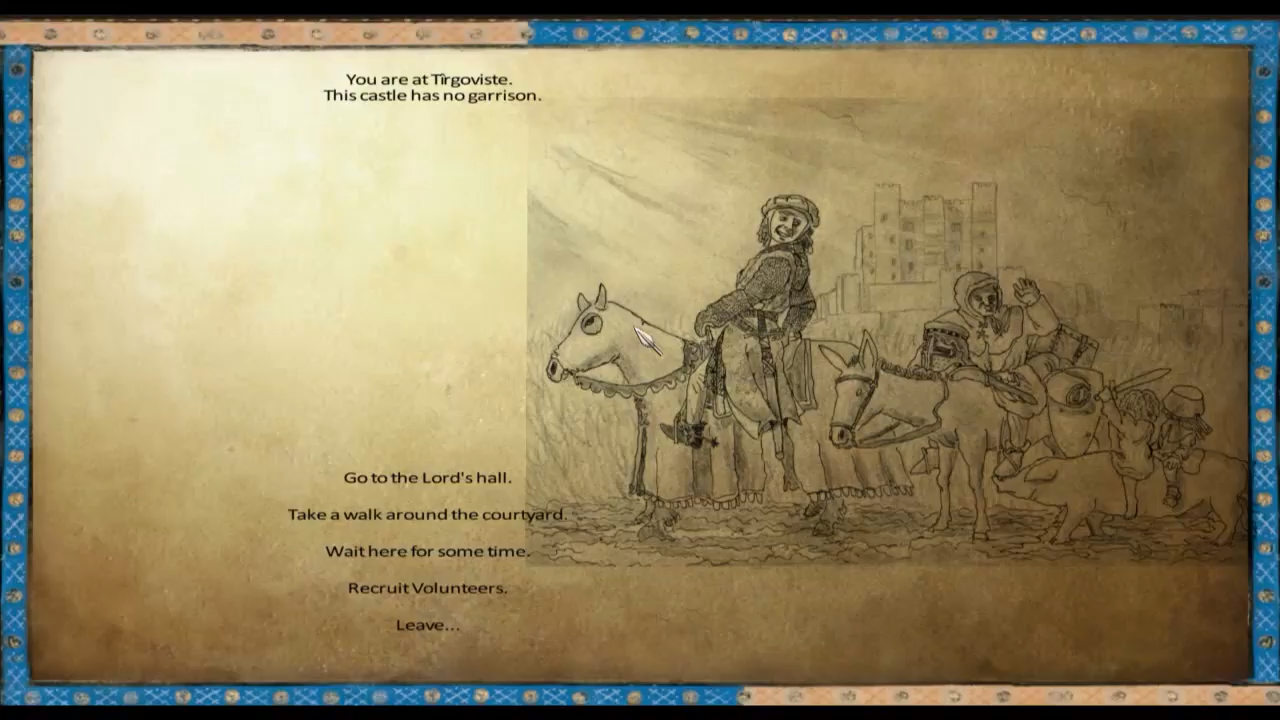 You are at Tîrgoviste.
This castle has no garrison.
Go to the Lord's hall.
Take a walk around the courtyard.
Wait here for some time.
Recruit Volunteers.
Leave...